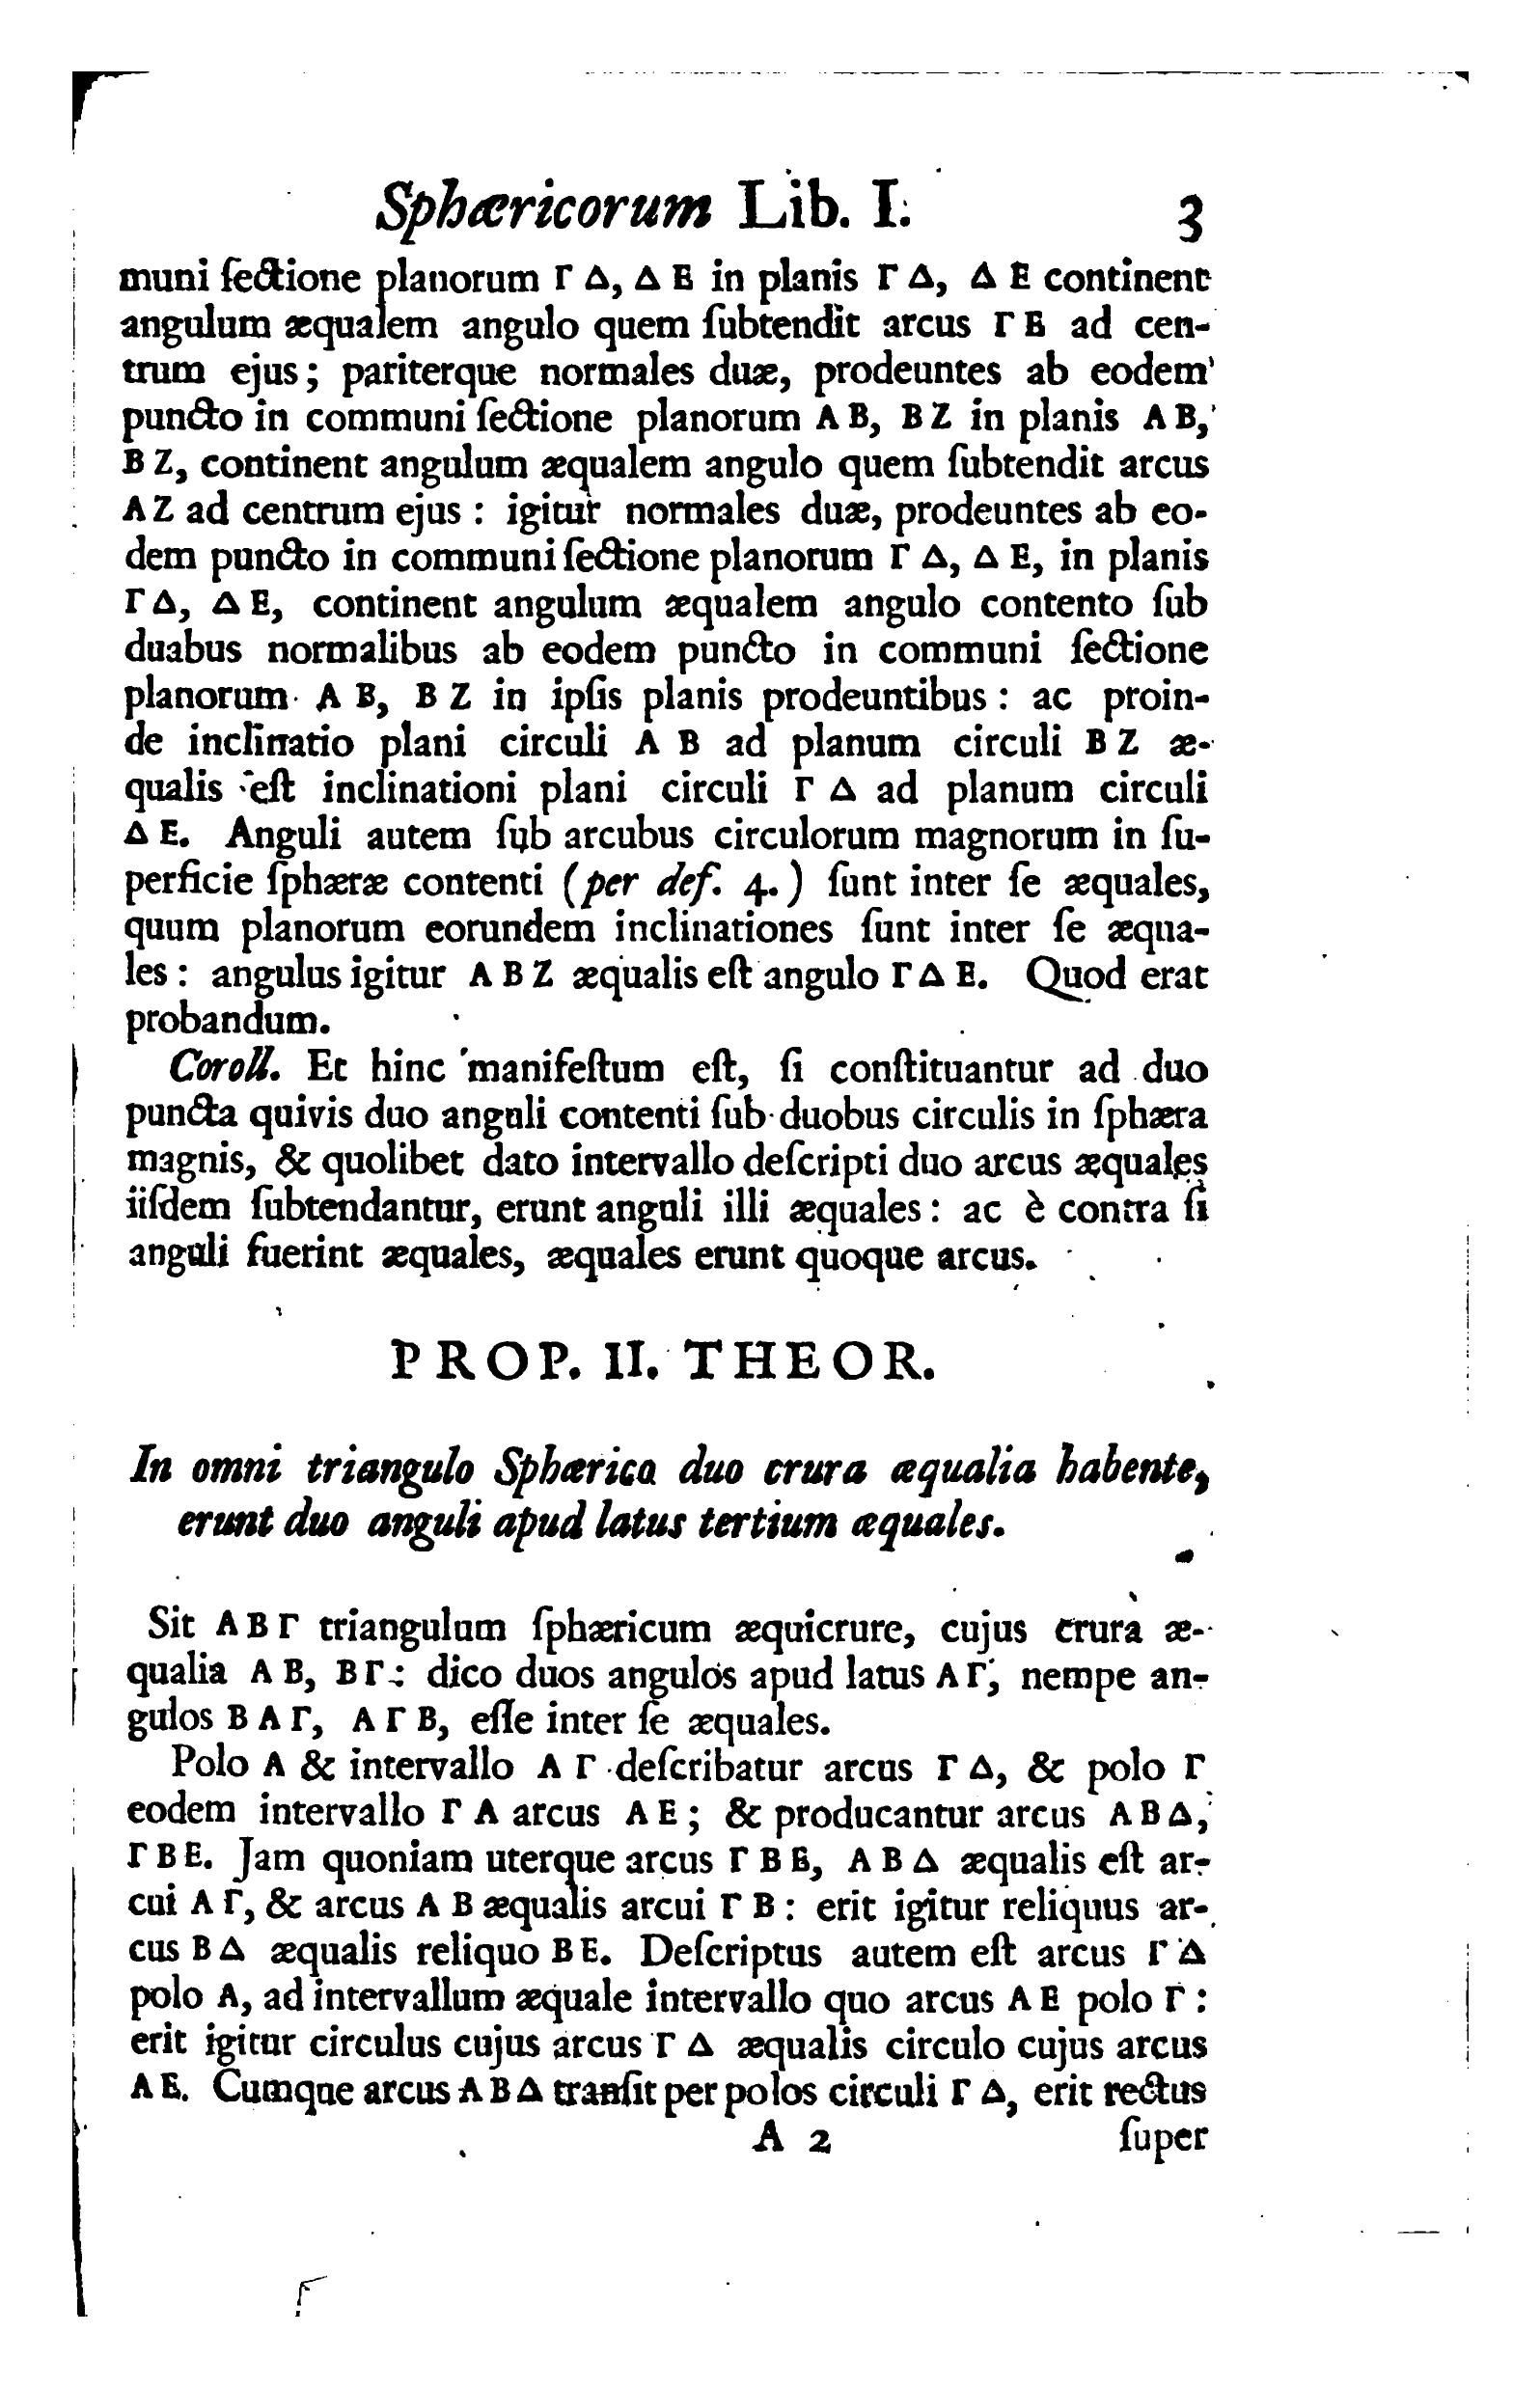 Sphæricorum Lib. I. 3
muni ſectione planorum Γ Δ, Δ Ε in planis Γ Δ, Δ Ε continent
angulum æqualem angulo quem ſubtendit arcus Γ Ε ad cen-
trum ejus; pariterque normales duæ, prodeuntes ab eodem
puncto in communi ſectione planorum Α Β, Β Ζ in planis Α Β,
Β Ζ, continent angulum æqualem angulo quem ſubtendit arcus
Α Ζ ad centrum ejus : igitur normales duæ, prodeuntes ab eo-
dem puncto in communi ſectione planorum Γ Δ, Δ Ε, in planis
Γ Δ, Δ Ε, continent angulum æqualem angulo contento ſub
duabus normalibus ab eodem puncto in communi ſectione
planorum Α Β, Β Ζ in ipſis planis prodeuntibus : ac proin-
de inclinatio plani circuli Α Β ad planum circuli Β Ζ æ-
qualis eſt inclinationi plani circuli Γ Δ ad planum circuli
Δ Ε. Anguli autem ſub arcubus circulorum magnorum in ſu-
perficie ſphæræ contenti (per def. 4.) ſunt inter ſe æquales,
quum planorum eorundem inclinationes ſunt inter ſe æqua-
les : angulus igitur Α Β Ζ æqualis eſt angulo Γ Δ Ε. Quod erat
probandum.
Coroll. Et hinc manifeſtum eſt, ſi conſtituantur ad duo
puncta quivis duo anguli contenti ſub duobus circulis in ſphæra
magnis, & quolibet dato intervallo deſcripti duo arcus æquales
iiſdem ſubtendantur, erunt anguli illi æquales : ac è contra ſi
anguli fuerint æquales, æquales erunt quoque arcus.
PROP. II. THEOR.
In omni triangulo Sphærico duo crura æqualia habente,
erunt duo anguli apud latus tertium æquales.
Sit Α Β Γ triangulum ſphæricum æquicrure, cujus crura æ-
qualia Α Β, Β Γ : dico duos angulos apud latus Α Γ, nempe an-
gulos Β Α Γ, Α Γ Β, eſſe inter ſe æquales.
Polo Α & intervallo Α Γ deſcribatur arcus Γ Δ, & polo Γ
eodem intervallo Γ Α arcus Α Ε ; & producantur arcus Α Β Δ,
Γ Β Ε. Jam quoniam uterque arcus Γ Β Ε, Α Β Δ æqualis eſt ar-
cui Α Γ, & arcus Α Β æqualis arcui Γ Β : erit igitur reliquus ar-
cus Β Δ æqualis reliquo Β Ε. Deſcriptus autem eſt arcus Γ Δ
polo Α, ad intervallum æquale intervallo quo arcus Α Ε polo Γ :
erit igitur circulus cujus arcus Γ Δ æqualis circulo cujus arcus
Α Ε. Cumque arcus Α Β Δ tranſit per polos circuli Γ Δ, erit rectus
A 2 ſuper